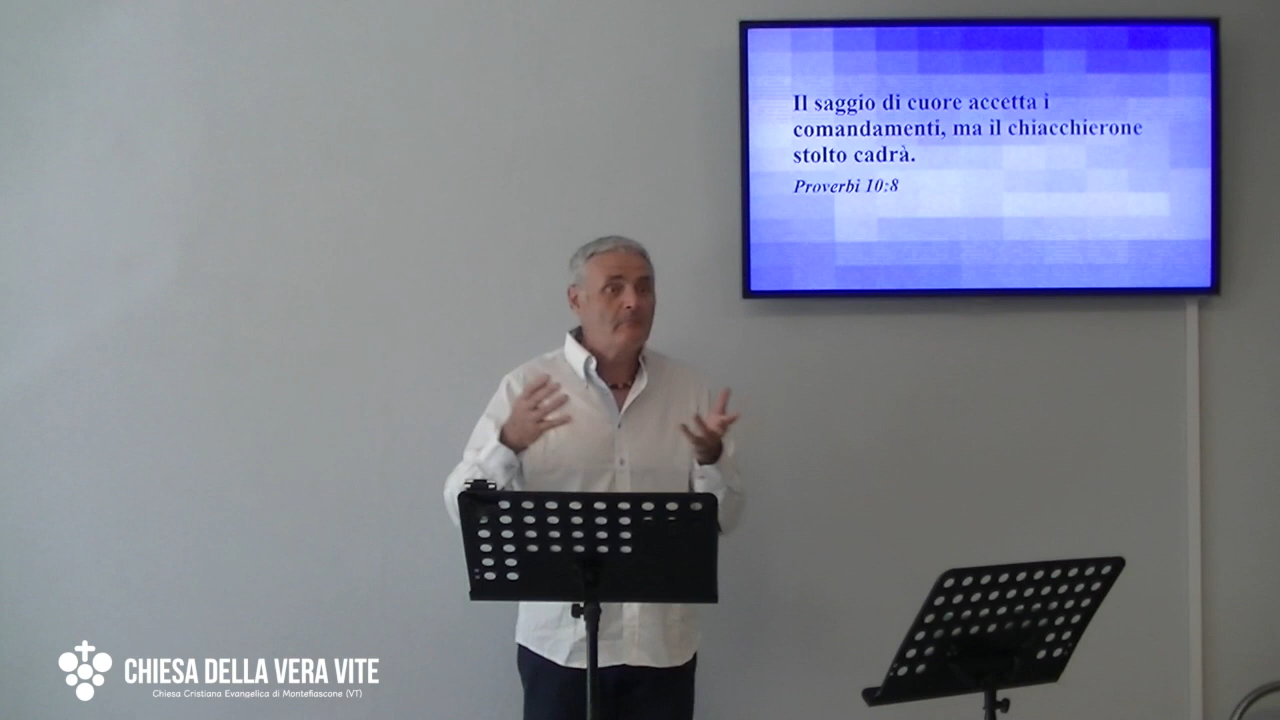 Il saggio di cuore accetta i
comandamenti, ma il chiacchierone
stolto cadrà.
Proverbi 10:8
CHIESA DELLA VERA VITE
Chiesa Cristiana Evangelica di Montefiascone (VT)